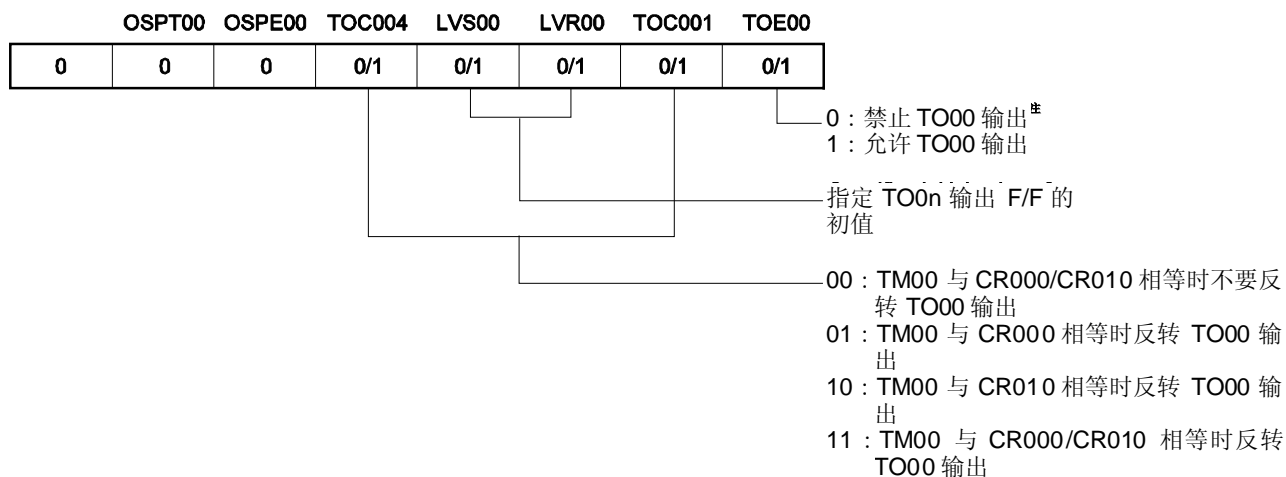 OSPT00 OSPE00 TOC004 LVS00 LVR00 TOC001 TOE00
0 0 0 0/1 0/1 0/1 0/1 0/1
0：禁止 TO00 输出注
1：允许 TO00 输出
指定 TO0n 输出 F/F 的
初值
00：TM00 与 CR000/CR010 相等时不要反
转 TO00 输出
01：TM00 与 CR000 相等时反转 TO00 输
出
10：TM00 与 CR010 相等时反转 TO00 输
出
11：TM00 与 CR000/CR010 相等时反转
TO00 输出